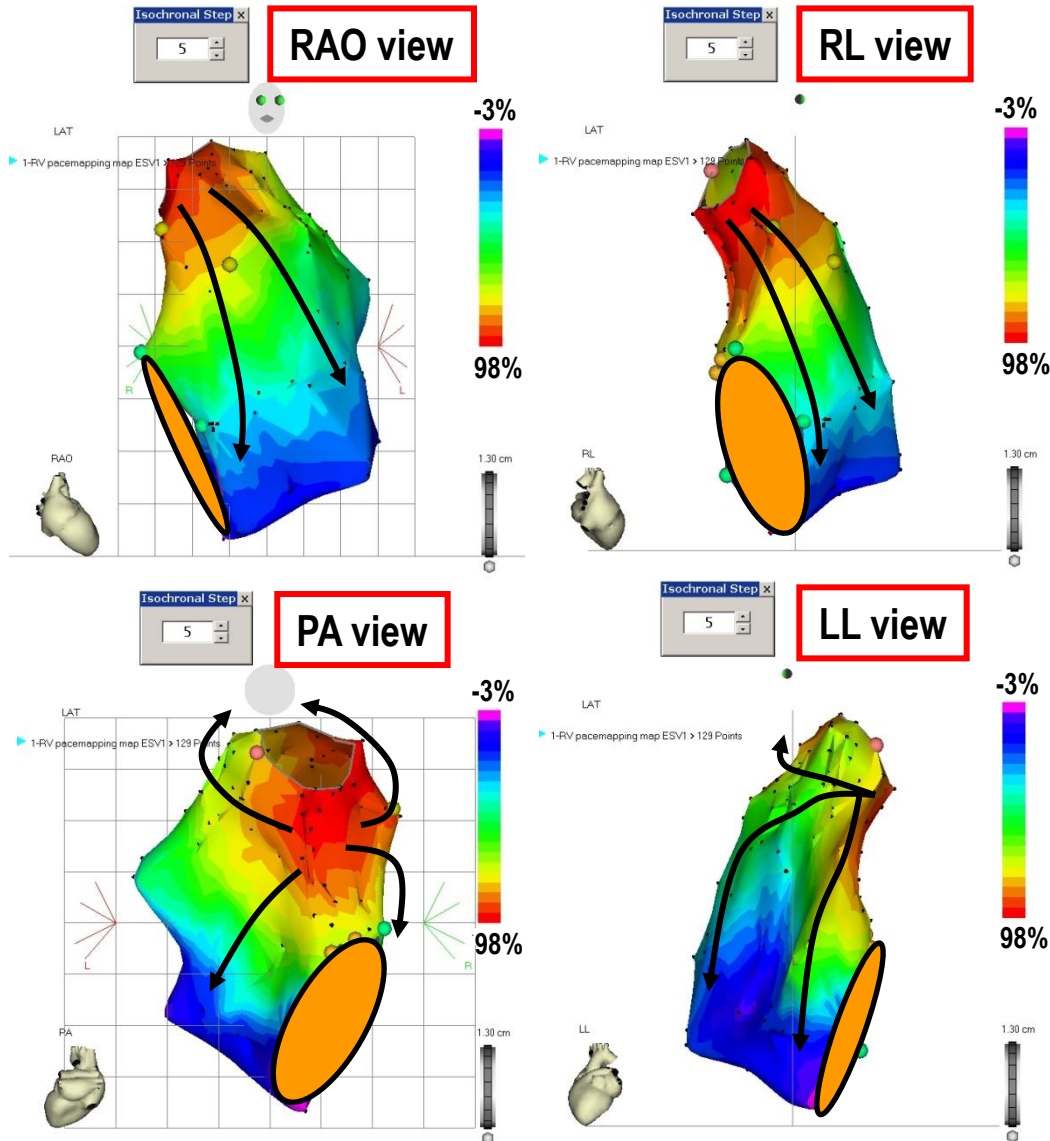 Isochronal Step X
5
RAO view
-3%
LAT
1-RV pacemapping map ESV1 > 129 Points
98%
R
L
RAO
1.30 cm
Isochronal Step X
5
RL view
-3%
LAT
1-RV pacemapping map ESV1 > 129 Points
98%
RL
1.30 cm
Isochronal Step X
5
PA view
-3%
LAT
1-RV pacemapping map ESV1 > 129 Points
98%
L
R
PA
1.30 cm
Isochronal Step X
5
LL view
-3%
LAT
1-RV pacemapping map ESV1 > 129 Points
98%
LL
1.30 cm